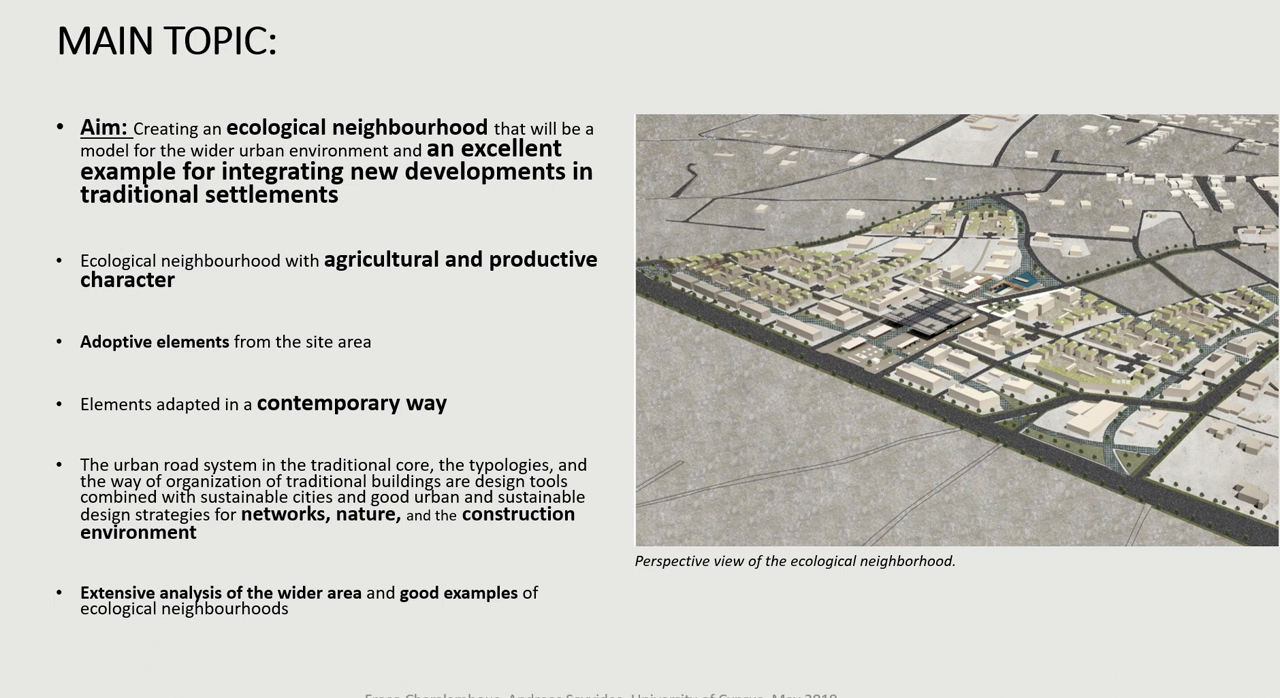 MAIN TOPIC:
• Aim: Creating an ecological neighbourhood that will be a
model for the wider urban environment and an excellent
example for integrating new developments in
traditional settlements
• Ecological neighbourhood with agricultural and productive
character
• Adoptive elements from the site area
• Elements adapted in a contemporary way
• The urban road system in the traditional core, the typologies, and
the way of organization of traditional buildings are design tools
combined with sustainable cities and good urban and sustainable
design strategies for networks, nature, and the construction
environment
• Extensive analysis of the wider area and good examples of
ecological neighbourhoods
Perspective view of the ecological neighborhood.
University of Cyprus, May 2019